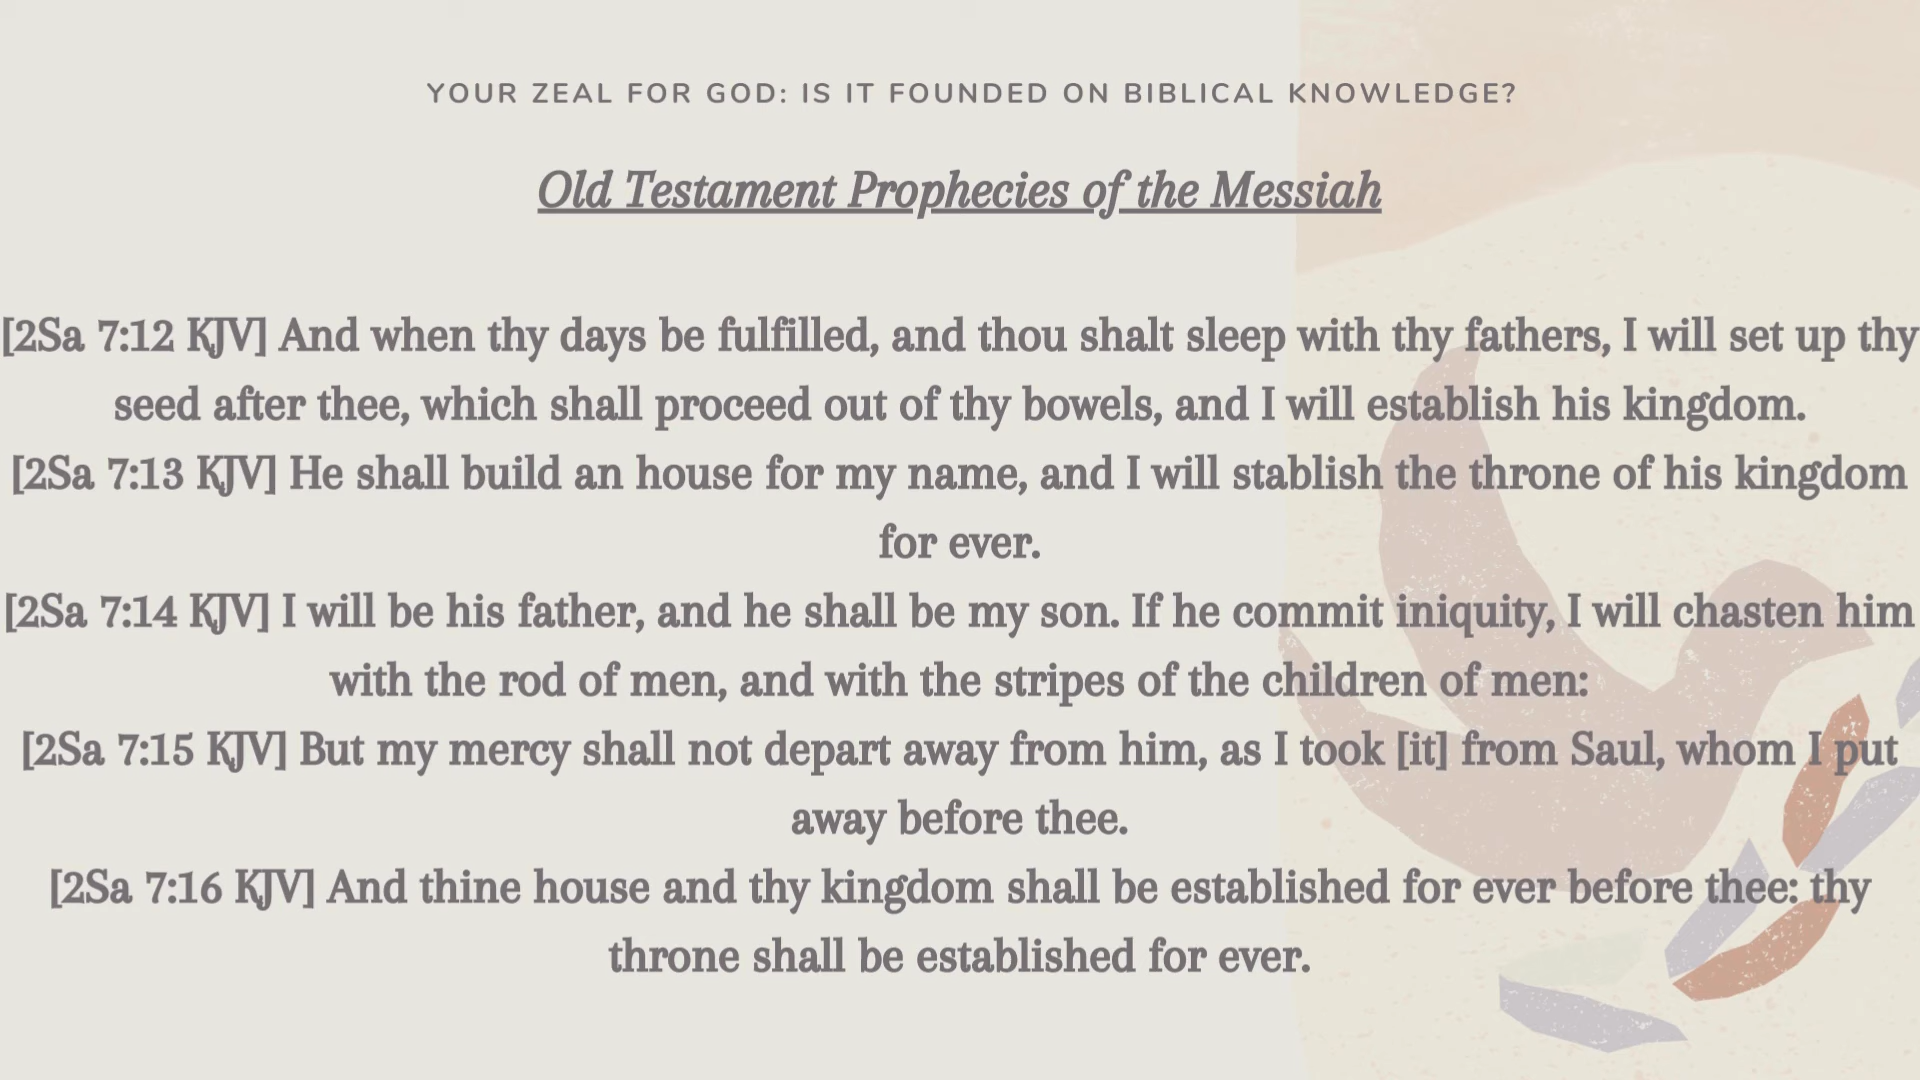 YOUR ZEAL FOR GOD: IS IT FOUNDED ON BIBLICAL KNOWLEDGE?
Old Testament Prophecies of the Messiah
[2Sa 7:12 KJV] And when thy days be fulfilled, and thou shalt sleep with thy fathers, I will set up thy
seed after thee, which shall proceed out of thy bowels, and I will establish his kingdom.
[2Sa 7:13 KJV] He shall build an house for my name, and I will stablish the throne of his kingdom
for ever.
[2Sa 7:14 KJV] I will be his father, and he shall be my son. If he commit iniquity, I will chasten him
with the rod of men, and with the stripes of the children of men:
[2Sa 7:15 KJV] But my mercy shall not depart away from him, as I took [it] from Saul, whom I put
away before thee.
[2Sa 7:16 KJV] And thine house and thy kingdom shall be established for ever before thee: thy
throne shall be established for ever.